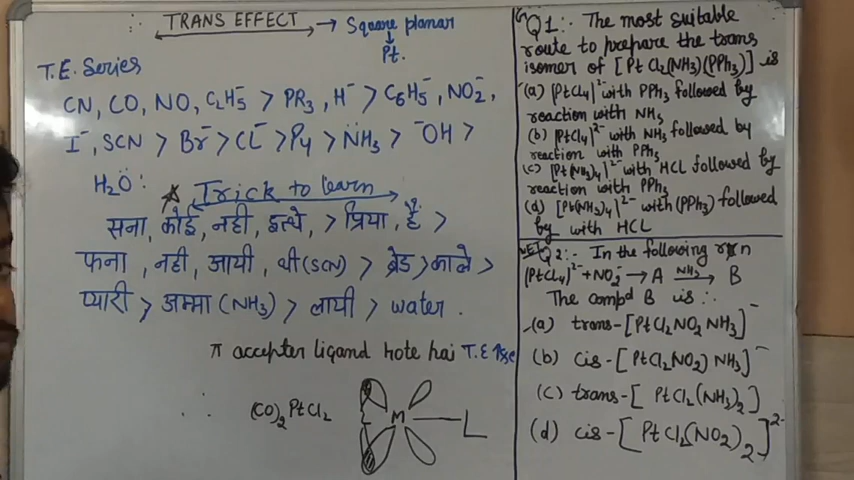 TRANS EFFECT → Square planar
↓
Pt.
T.E. Series
CN, CO, NO, C₂H₅⁻ > PR₃, H⁻ > C₆H₅⁻, NO₂⁻,
I⁻, SCN > Br⁻ > CL⁻ > Py > NH₃ > ⁻OH >
H₂O
Trick to learn
सना, कोई, नही, इत्थे, > प्रिया, है >
फना, नही, जायी, थी (SCN) > ब्रेड > काले >
प्यारी > अम्मा (NH₃) > लायी > water.
π accepter ligand hote hai T.E
(CO)₂ PtCl₂
M
L
Q1:- The most suitable
route to prepare the trans
isomer of [Pt Cl₂(NH₃)(PPh₃)] is
(a) [PtCl₄]²⁻ with PPh₃ followed by
reaction with NH₃
(b) [PtCl₄]²⁻ with NH₃ followed by
reaction with PPh₃
(c) [Pt(NH₃)₄]²⁻ with HCL followed by
reaction with PPh₃
(d) [Pt(NH₃)₄]²⁻ with (PPh₃) followed
by with HCL
Q2:- In the following rxn
[PtCl₄]²⁻ + NO₂⁻ → A NH₃→ B
The compd B is :-
(a) trans-[PtCl₂NO₂NH₃]⁻
(b) cis-[PtCl₂NO₂) NH₃]⁻
(c) trans-[PtCl₂(NH₃)₂]
(d) cis-[PtCl₂(NO₂)₂]²⁻